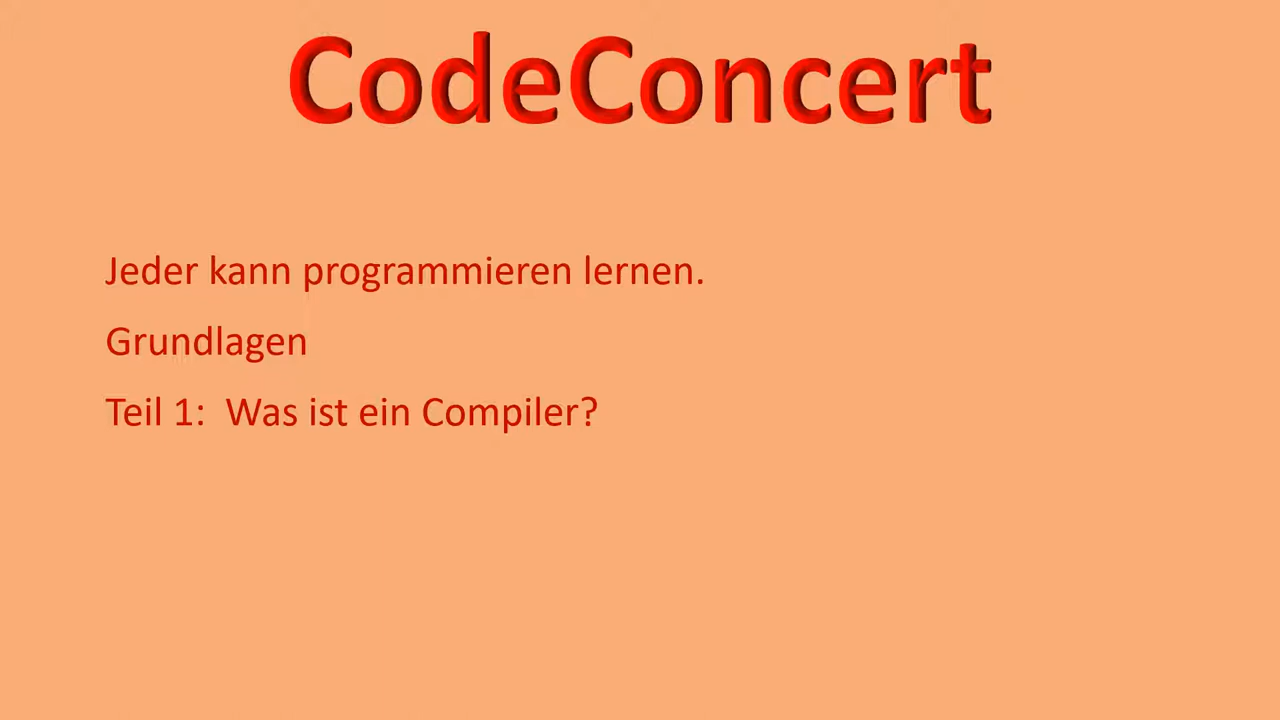 CodeConcert
Jeder kann programmieren lernen.
Grundlagen
Teil 1:  Was ist ein Compiler?